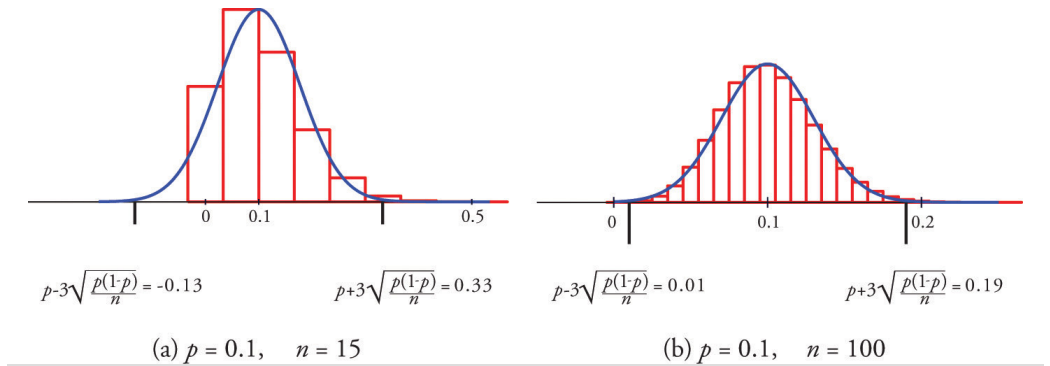 0 0.1 0.5
0 0.1 0.2
p-3√(p(1-p)/n) = -0.13
p+3√(p(1-p)/n) = 0.33
p-3√(p(1-p)/n) = 0.01
p+3√(p(1-p)/n) = 0.19
(a) p = 0.1, n = 15
(b) p = 0.1, n = 100